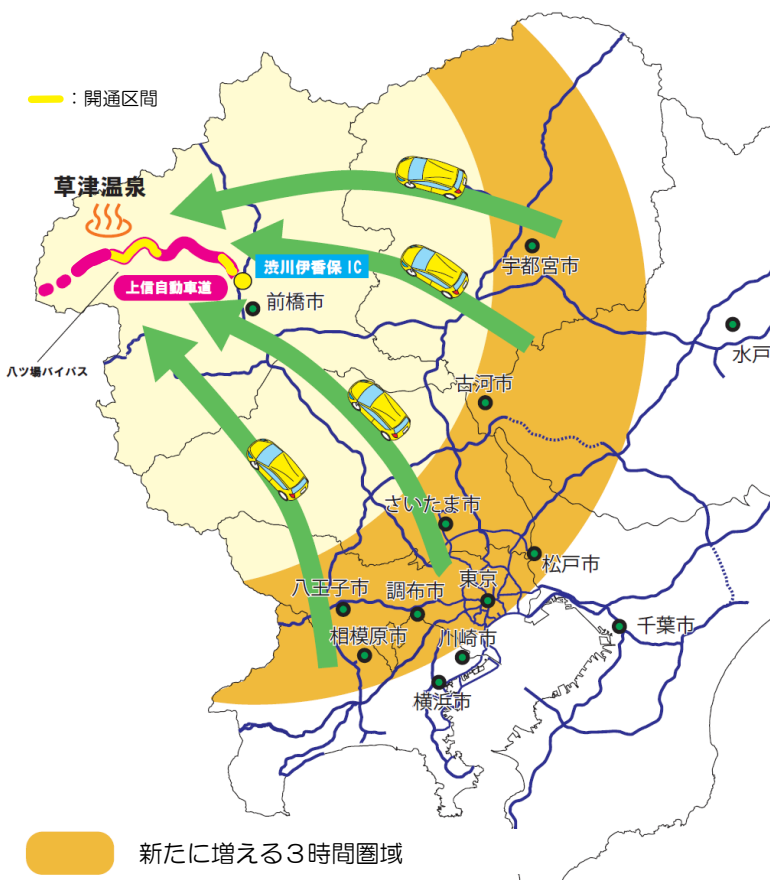 ：開通区間
草津温泉
渋川伊香保 IC
宇都宮市
上信自動車道
前橋市
水戸
八ツ場バイパス
古河市
さいたま市
松戸市
八王子市
調布市
東京
千葉市
相模原市
川崎市
横浜市
新たに増える３時間圏域